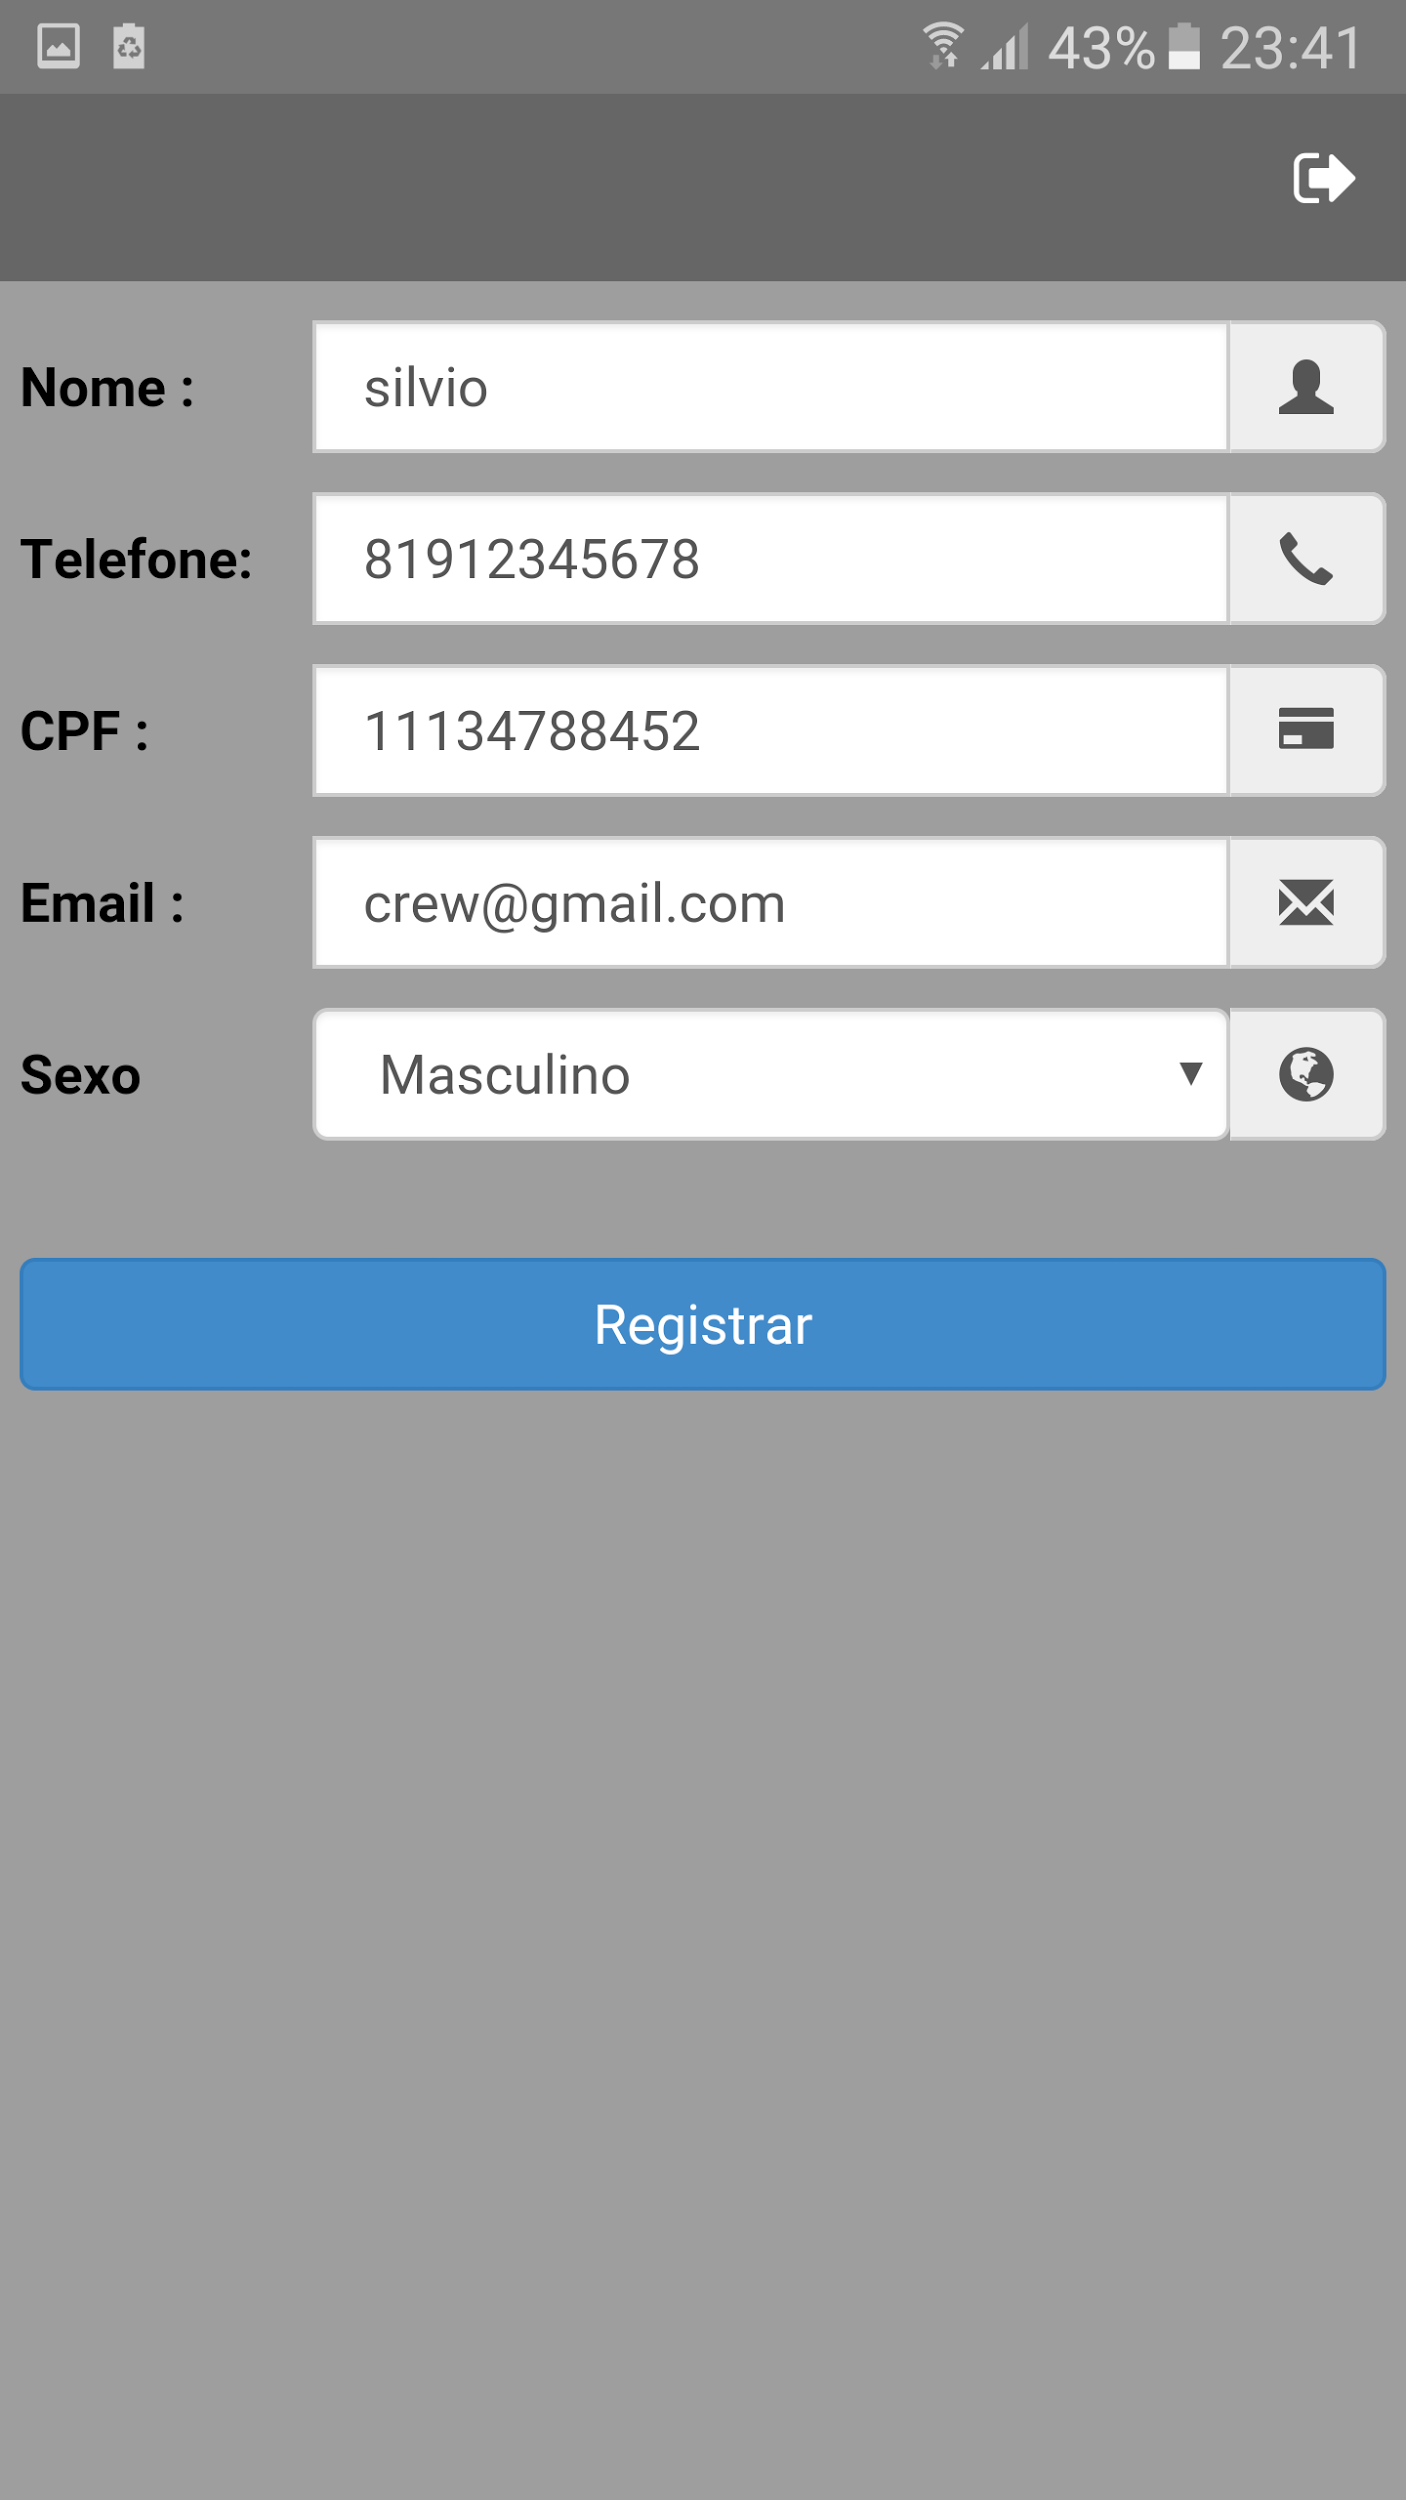 43% 23:41
Nome : silvio
Telefone: 81912345678
CPF : 11134788452
Email : crew@gmail.com
Sexo Masculino
Registrar